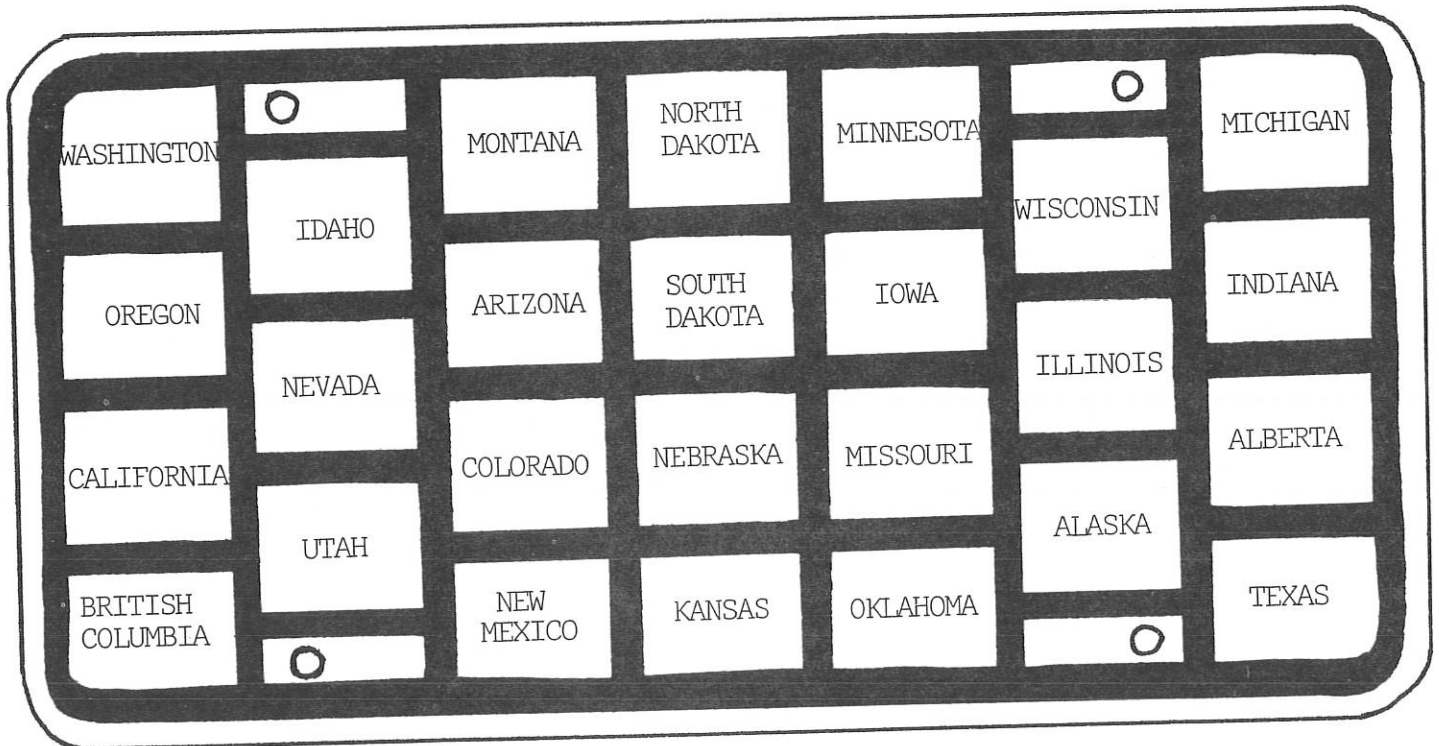 WASHINGTON
OREGON
CALIFORNIA
BRITISH
COLUMBIA
IDAHO
NEVADA
UTAH
MONTANA
ARIZONA
COLORADO
NEW
MEXICO
NORTH
DAKOTA
SOUTH
DAKOTA
NEBRASKA
KANSAS
MINNESOTA
IOWA
MISSOURI
OKLAHOMA
WISCONSIN
ILLINOIS
ALASKA
MICHIGAN
INDIANA
ALBERTA
TEXAS